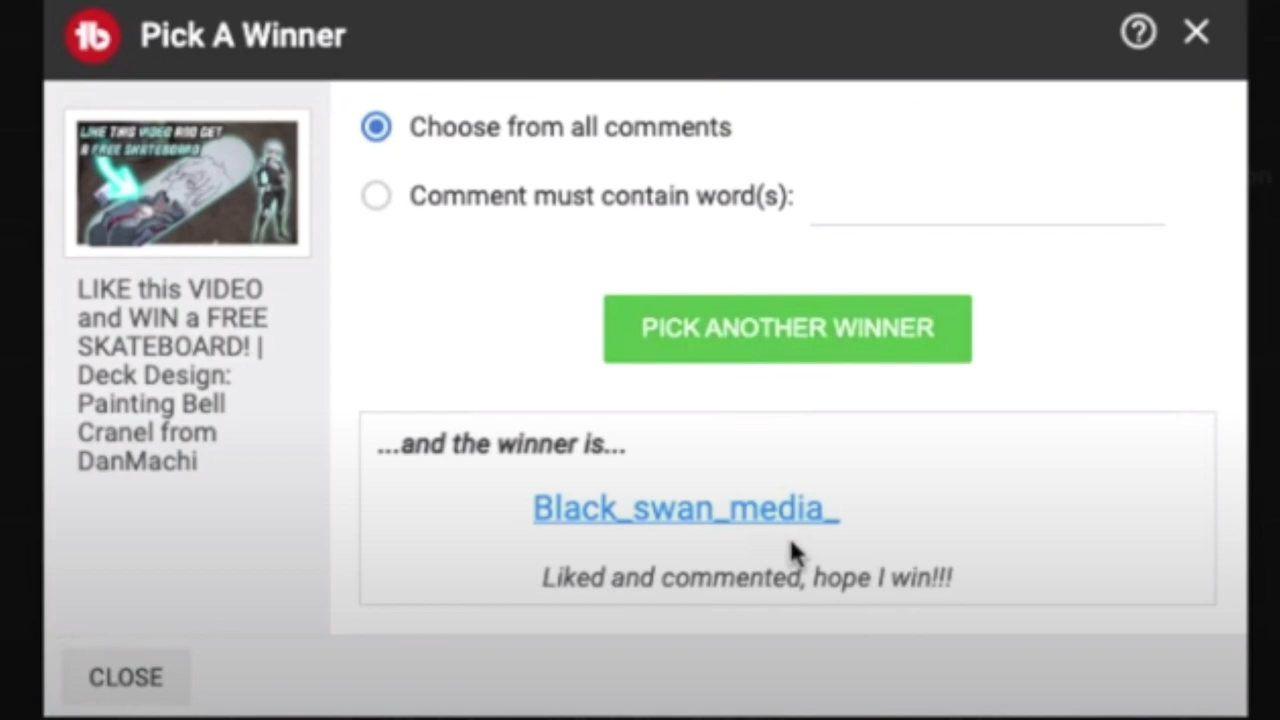 tb Pick A Winner
LIKE THIS VIDEO AND GET
A FREE SKATEBOARD
LIKE this VIDEO
and WIN a FREE
SKATEBOARD! |
Deck Design:
Painting Bell
Cranel from
DanMachi
Choose from all comments
Comment must contain word(s):
PICK ANOTHER WINNER
...and the winner is...
Black_swan_media_
Liked and commented, hope I win!!!
CLOSE